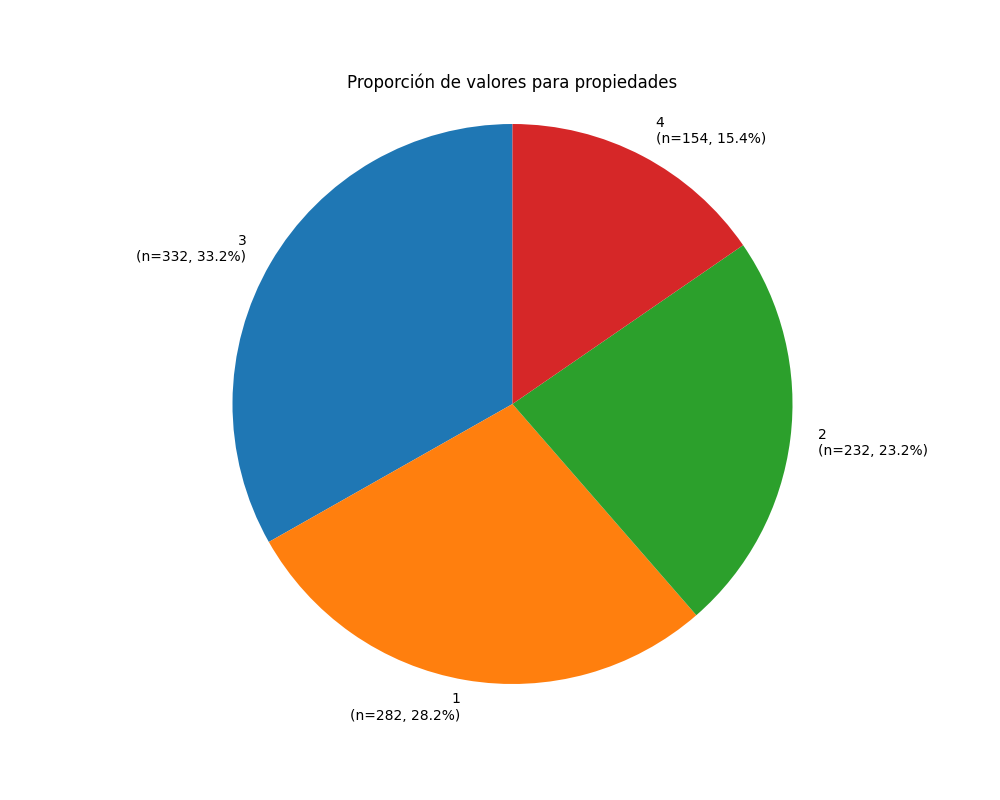 Proporción de valores para propiedades
4
(n=154, 15.4%)
3
(n=332, 33.2%)
2
(n=232, 23.2%)
1
(n=282, 28.2%)